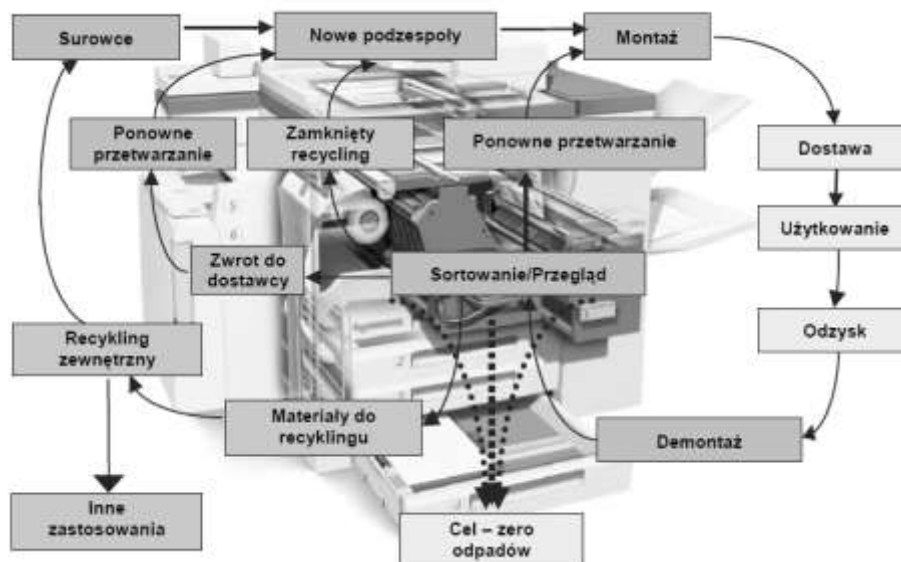 Surowce
Nowe podzespoły
Montaż
Ponowne
przetwarzanie
Zamknięty
recycling
Ponowne przetwarzanie
Dostawa
Użytkowanie
Zwrot do
dostawcy
Sortowanie/Przegląd
Recykling
zewnętrzny
Odzysk
Materiały do
recyklingu
Demontaż
Inne
zastosowania
Cel – zero
odpadów